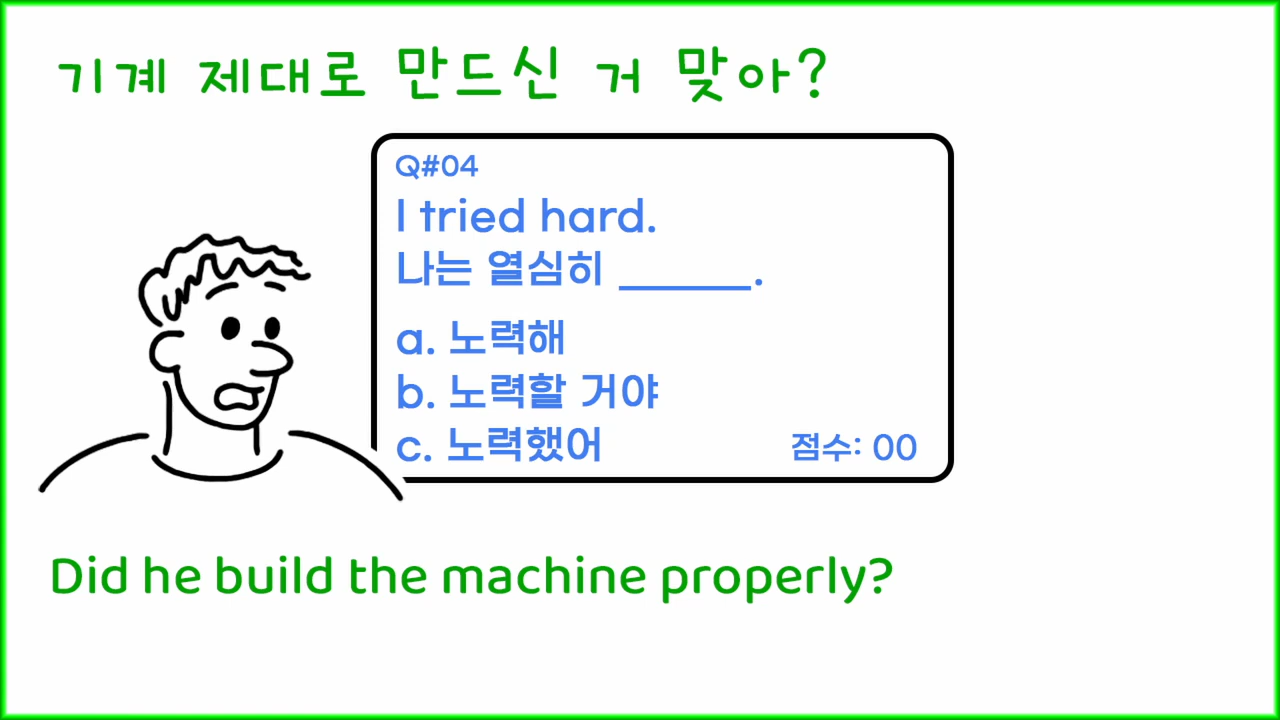 기계 제대로 만드신 거 맞아?
Q#04
I tried hard.
나는 열심히 ______.
a. 노력해
b. 노력할 거야
c. 노력했어
점수: 00
Did he build the machine properly?